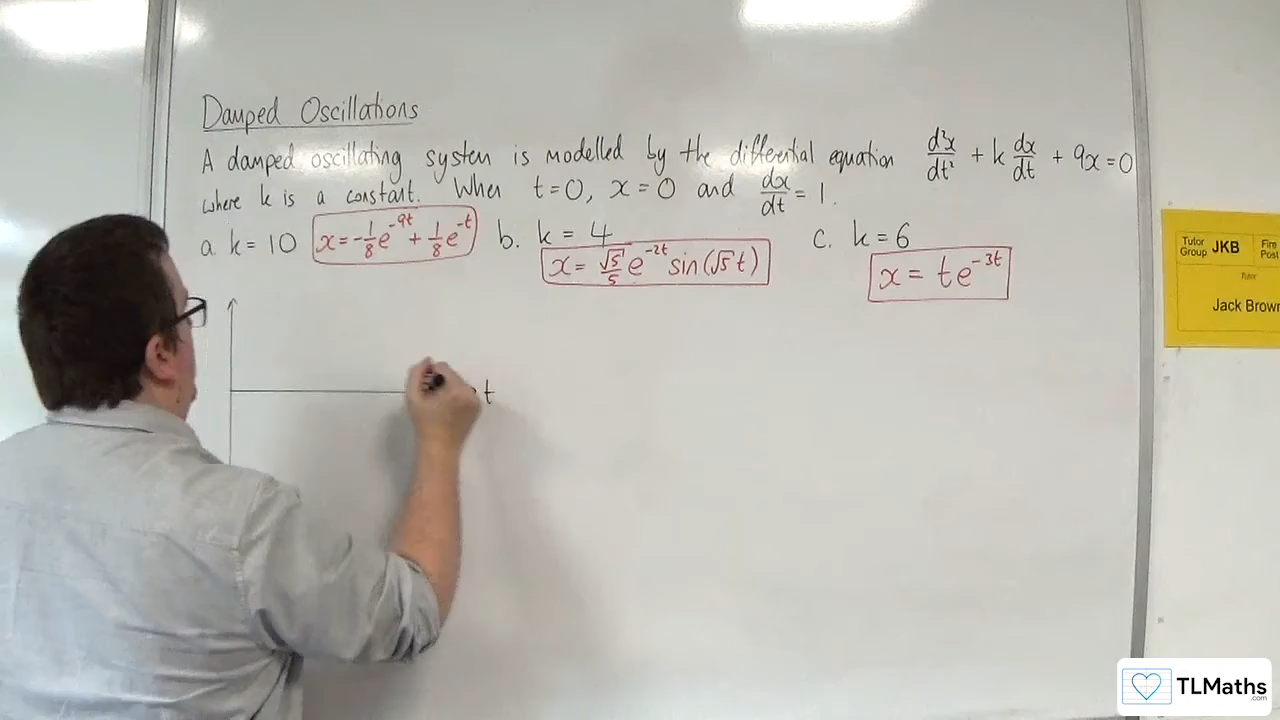 Damped Oscillations
A damped oscillating system is modelled by the differential equation d²x/dt² + k dx/dt + 9x = 0
where k is a constant. When t=0, x=0 and dx/dt = 1.
a. k = 10 x = -1/8 e^-9t + 1/8 e^-t b. k = 4 c. k = 6
x = √5/5 e^-2t sin(√5 t) x = te^-3t
t
Tutor Group JKB Firm Post
Tutor
Jack Brown
TLMaths
.com